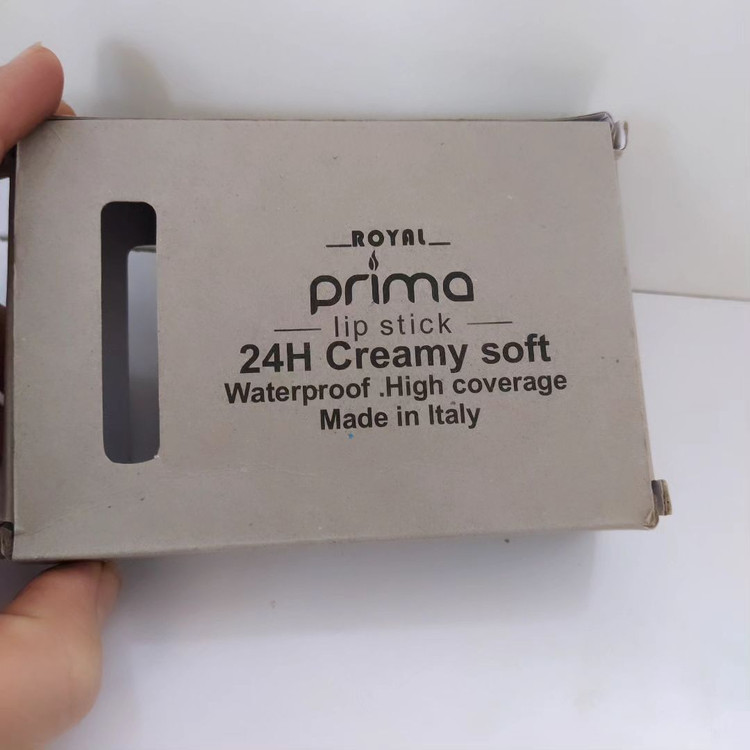 ROYAL
prima
lip stick
24H Creamy soft
Waterproof .High coverage
Made in Italy